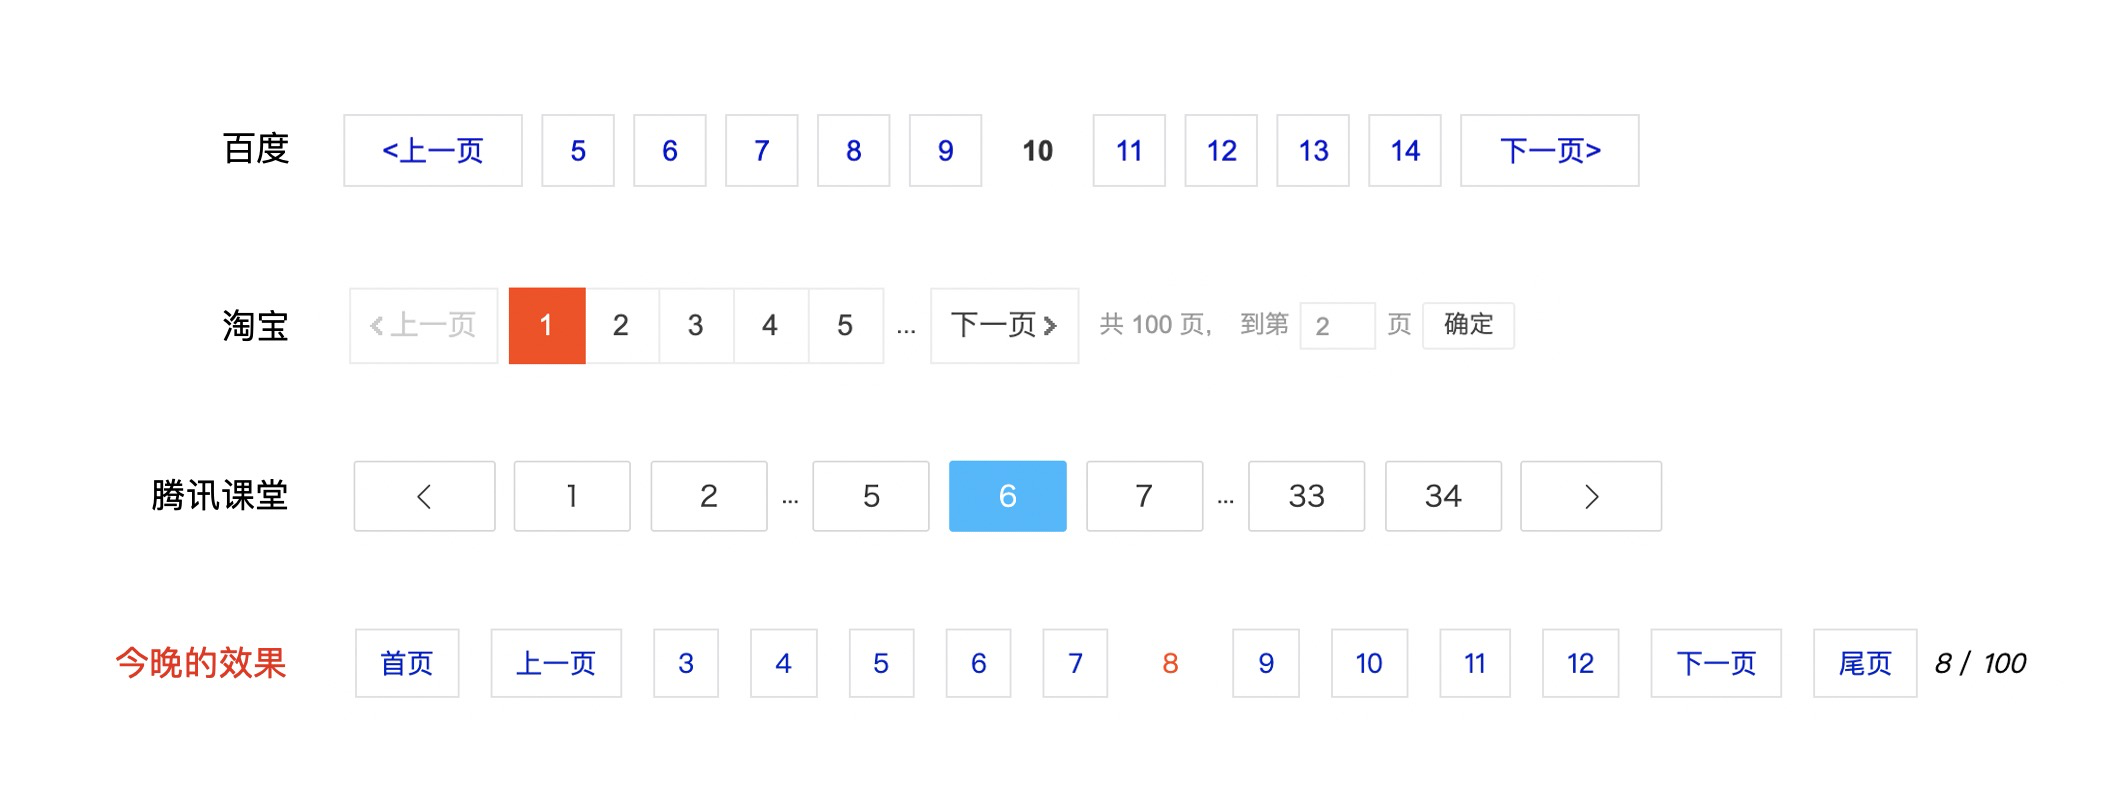 百度 <上一页 5 6 7 8 9 10 11 12 13 14 下一页>
淘宝 <上一页 1 2 3 4 5 ... 下一页> 共 100 页， 到第 2 页 确定
腾讯课堂 < 1 2 ... 5 6 7 ... 33 34 >
今晚的效果 首页 上一页 3 4 5 6 7 8 9 10 11 12 下一页 尾页 8 / 100